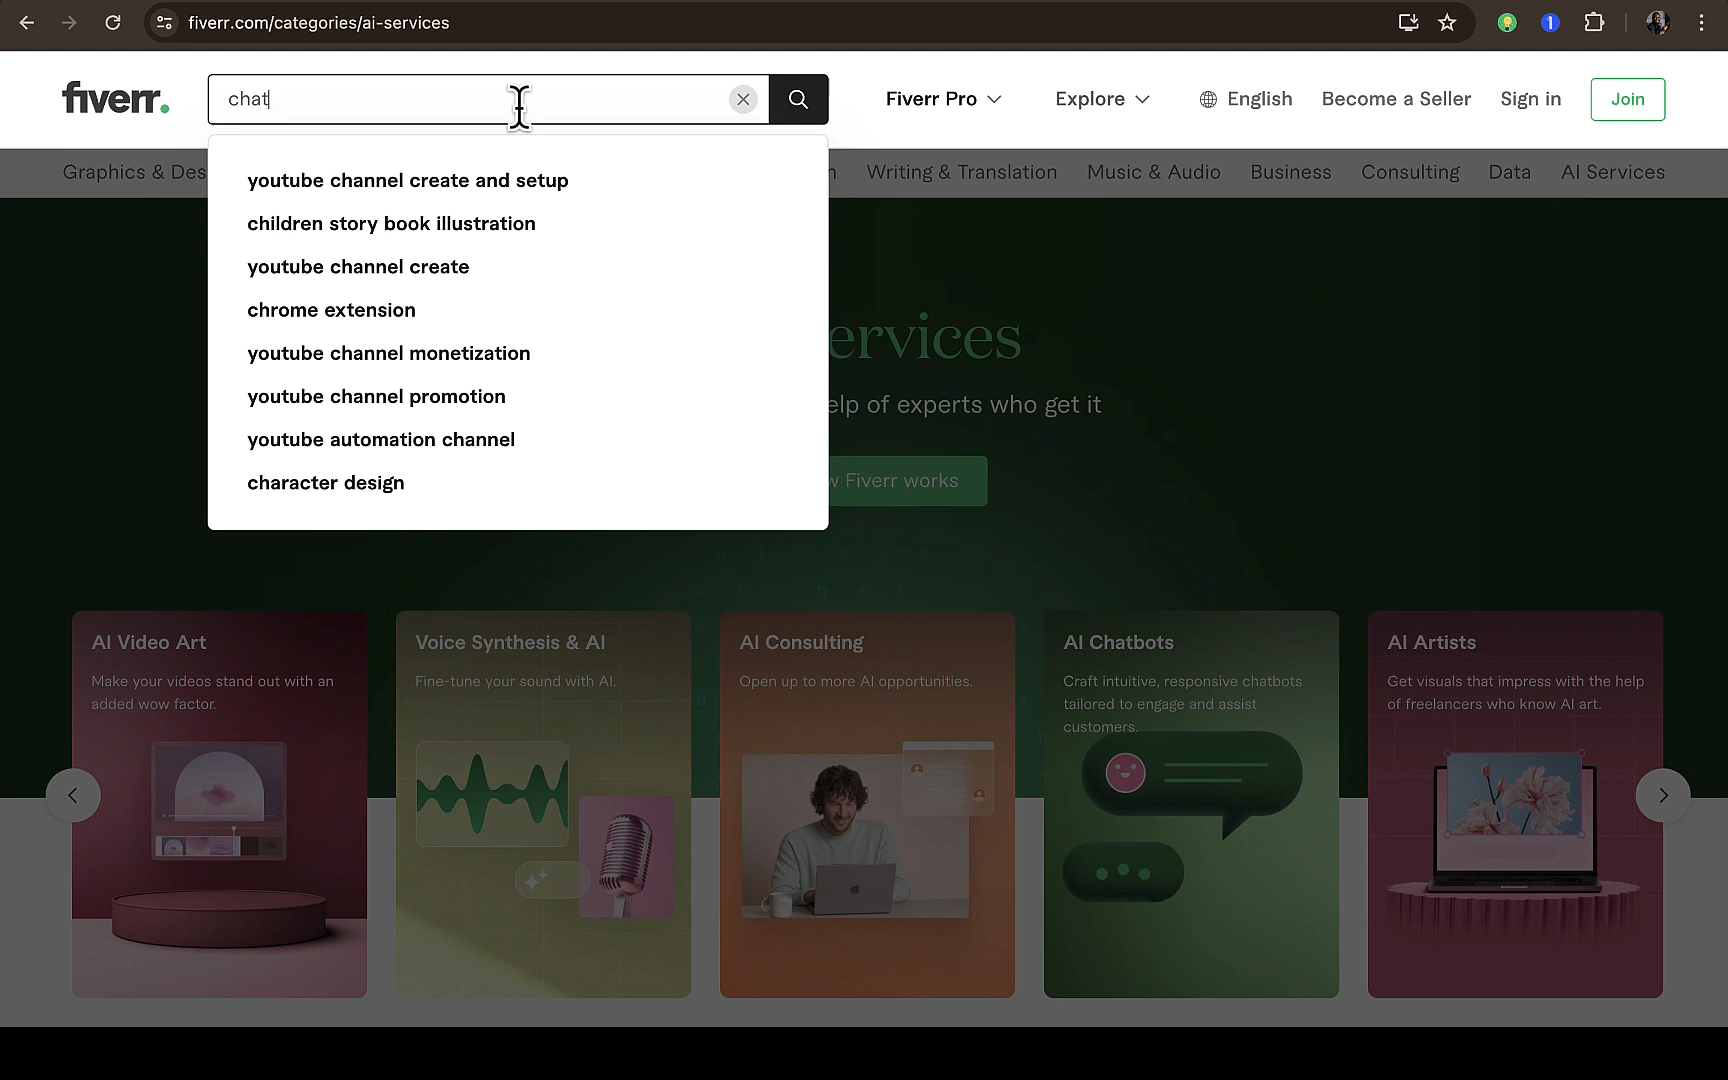 fiverr.com/categories/ai-services
fiverr.
chat
Fiverr Pro
Explore
English
Become a Seller
Sign in
Join
Graphics & Des
n
Writing & Translation
Music & Audio
Business
Consulting
Data
AI Services
youtube channel create and setup
children story book illustration
youtube channel create
chrome extension
youtube channel monetization
youtube channel promotion
youtube automation channel
character design
ervices
elp of experts who get it
w Fiverr works
AI Video Art
Make your videos stand out with an
added wow factor.
Voice Synthesis & AI
Fine-tune your sound with AI.
AI Consulting
Open up to more AI opportunities.
AI Chatbots
Craft intuitive, responsive chatbots
tailored to engage and assist
customers.
AI Artists
Get visuals that impress with the help
of freelancers who know AI art.